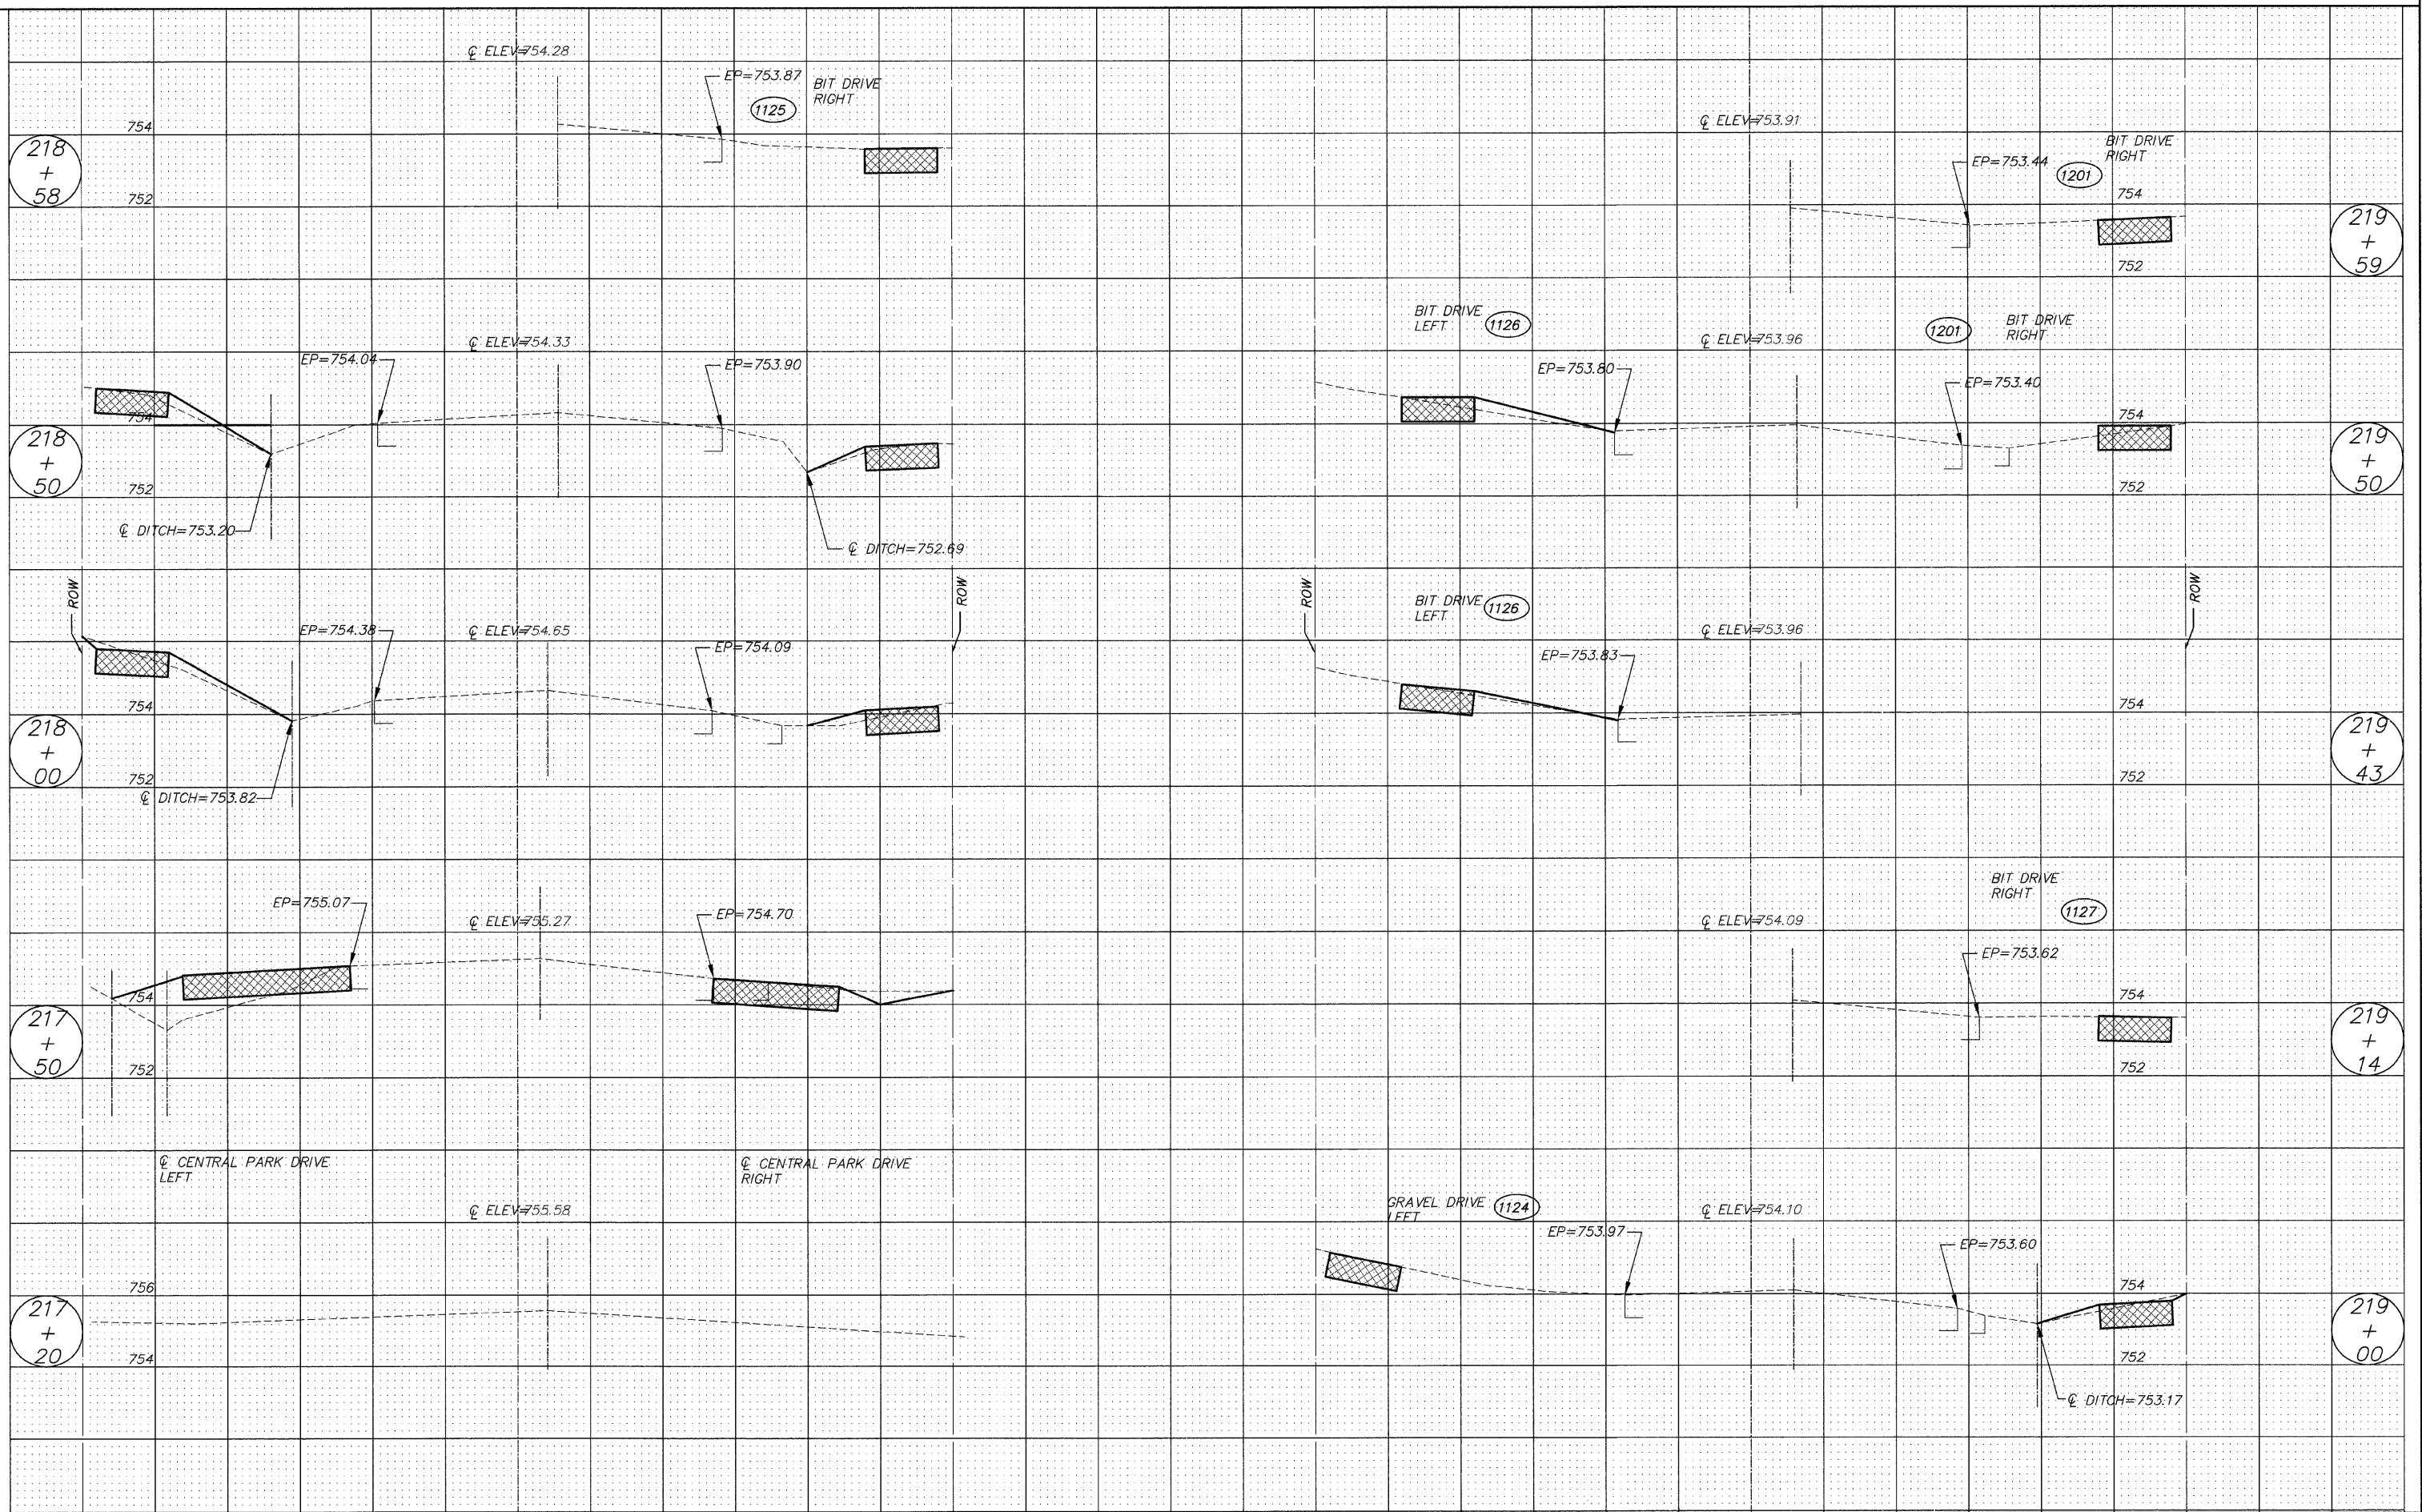 ℄ ELEV=754.28
EP=753.87
BIT DRIVE
RIGHT
1125
754
752
218
+
58
℄ ELEV=754.33
EP=754.04
EP=753.90
754
752
218
+
50
℄ DITCH=753.20
℄ DITCH=752.69
ROW
ROW
℄ ELEV=754.65
EP=754.38
EP=754.09
754
752
218
+
00
℄ DITCH=753.82
℄ ELEV=755.27
EP=755.07
EP=754.70
754
752
217
+
50
℄ CENTRAL PARK DRIVE
LEFT
℄ CENTRAL PARK DRIVE
RIGHT
℄ ELEV=755.58
756
754
217
+
20
℄ ELEV=753.91
EP=753.44
BIT DRIVE
RIGHT
1201
754
752
219
+
59
BIT DRIVE
LEFT
1126
EP=753.80
℄ ELEV=753.96
1201
BIT DRIVE
RIGHT
EP=753.40
754
752
219
+
50
ROW
ROW
BIT DRIVE
LEFT
1126
EP=753.83
℄ ELEV=753.96
754
752
219
+
43
℄ ELEV=754.09
BIT DRIVE
RIGHT
1127
EP=753.62
754
752
219
+
14
GRAVEL DRIVE
LEFT
1124
EP=753.97
℄ ELEV=754.10
EP=753.60
754
752
219
+
00
℄ DITCH=753.17